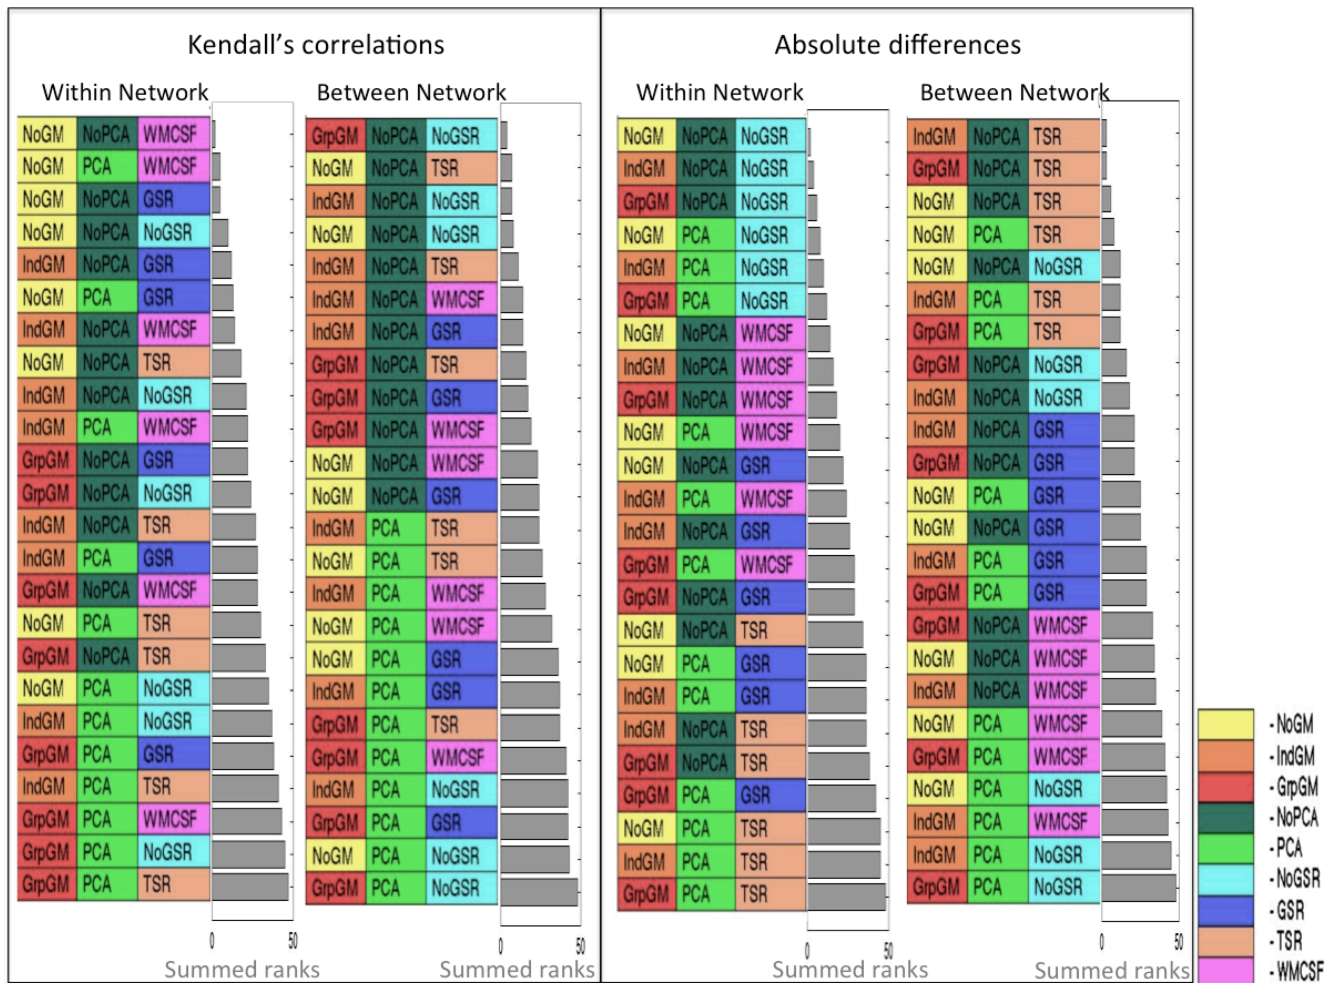 Kendall's correlations
Within Network
NoGM NoPCA WMCSF
NoGM PCA WMCSF
NoGM NoPCA GSR
NoGM NoPCA NoGSR
IndGM NoPCA GSR
NoGM PCA GSR
IndGM NoPCA WMCSF
NoGM NoPCA TSR
IndGM NoPCA NoGSR
IndGM PCA WMCSF
GrpGM NoPCA GSR
GrpGM NoPCA NoGSR
IndGM NoPCA TSR
IndGM PCA GSR
GrpGM NoPCA WMCSF
NoGM PCA TSR
GrpGM NoPCA TSR
NoGM PCA NoGSR
IndGM PCA NoGSR
GrpGM PCA GSR
IndGM PCA TSR
GrpGM PCA WMCSF
GrpGM PCA NoGSR
GrpGM PCA TSR
0 50
Summed ranks
Between Network
GrpGM NoPCA NoGSR
NoGM NoPCA TSR
IndGM NoPCA NoGSR
NoGM NoPCA NoGSR
IndGM NoPCA TSR
IndGM NoPCA WMCSF
IndGM NoPCA GSR
GrpGM NoPCA TSR
GrpGM NoPCA GSR
GrpGM NoPCA WMCSF
NoGM NoPCA WMCSF
NoGM NoPCA GSR
IndGM PCA TSR
NoGM PCA TSR
IndGM PCA WMCSF
NoGM PCA WMCSF
NoGM PCA GSR
IndGM PCA GSR
GrpGM PCA TSR
GrpGM PCA WMCSF
IndGM PCA NoGSR
GrpGM PCA GSR
NoGM PCA NoGSR
GrpGM PCA NoGSR
0 50
Summed ranks
Absolute differences
Within Network
NoGM NoPCA NoGSR
IndGM NoPCA NoGSR
GrpGM NoPCA NoGSR
NoGM PCA NoGSR
IndGM PCA NoGSR
GrpGM PCA NoGSR
NoGM NoPCA WMCSF
IndGM NoPCA WMCSF
GrpGM NoPCA WMCSF
NoGM PCA WMCSF
NoGM NoPCA GSR
IndGM PCA WMCSF
IndGM NoPCA GSR
GrpGM PCA WMCSF
GrpGM NoPCA GSR
NoGM NoPCA TSR
NoGM PCA GSR
IndGM PCA GSR
IndGM NoPCA TSR
GrpGM NoPCA TSR
GrpGM PCA GSR
NoGM PCA TSR
IndGM PCA TSR
GrpGM PCA TSR
0 50
Summed ranks
Between Network
IndGM NoPCA TSR
GrpGM NoPCA TSR
NoGM NoPCA TSR
NoGM PCA TSR
NoGM NoPCA NoGSR
IndGM PCA TSR
GrpGM PCA TSR
GrpGM NoPCA NoGSR
IndGM NoPCA NoGSR
IndGM NoPCA GSR
GrpGM NoPCA GSR
NoGM PCA GSR
NoGM NoPCA GSR
IndGM PCA GSR
GrpGM PCA GSR
GrpGM NoPCA WMCSF
NoGM NoPCA WMCSF
IndGM NoPCA WMCSF
NoGM PCA WMCSF
GrpGM PCA WMCSF
NoGM PCA NoGSR
IndGM PCA WMCSF
IndGM PCA NoGSR
GrpGM PCA NoGSR
0 50
Summed ranks
- NoGM
- IndGM
- GrpGM
- NoPCA
- PCA
- NoGSR
- GSR
- TSR
- WMCSF